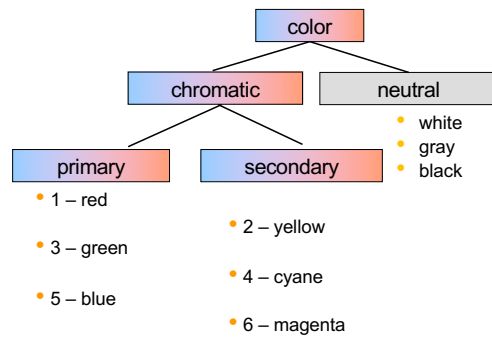 color
chromatic
neutral
• white
• gray
• black
primary
secondary
• 1 – red
• 3 – green
• 5 – blue
• 2 – yellow
• 4 – cyane
• 6 – magenta